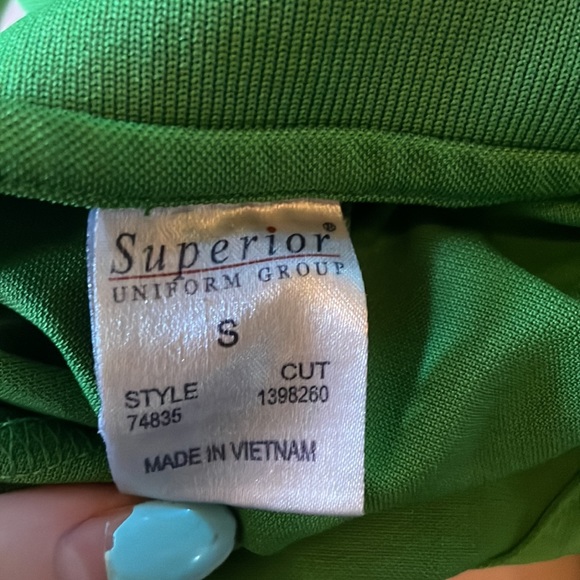 Superior®
UNIFORM GROUP
S
STYLE CUT
74835 1398260
MADE IN VIETNAM